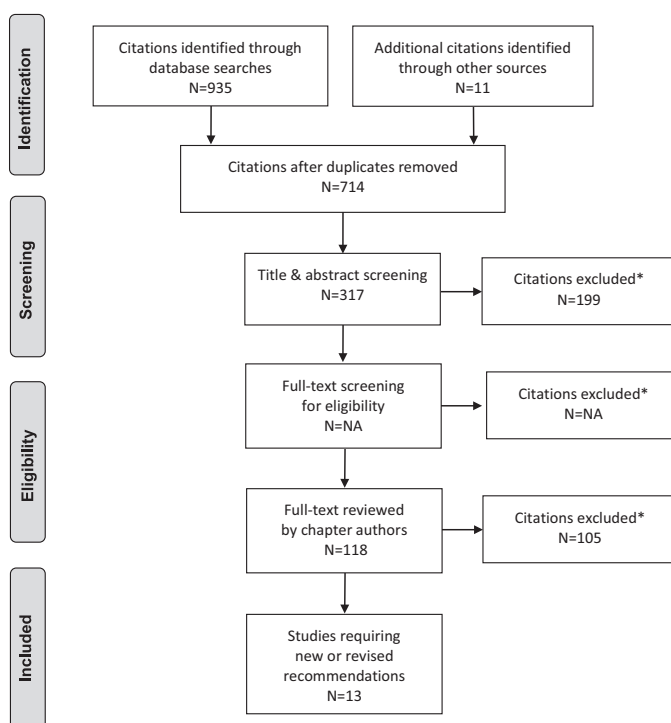 Identification
Citations identified through
database searches
N=935
Additional citations identified
through other sources
N=11
Citations after duplicates removed
N=714
Screening
Title & abstract screening
N=317
Citations excluded*
N=199
Eligibility
Full-text screening
for eligibility
N=NA
Citations excluded*
N=NA
Full-text reviewed
by chapter authors
N=118
Citations excluded*
N=105
Included
Studies requiring
new or revised
recommendations
N=13